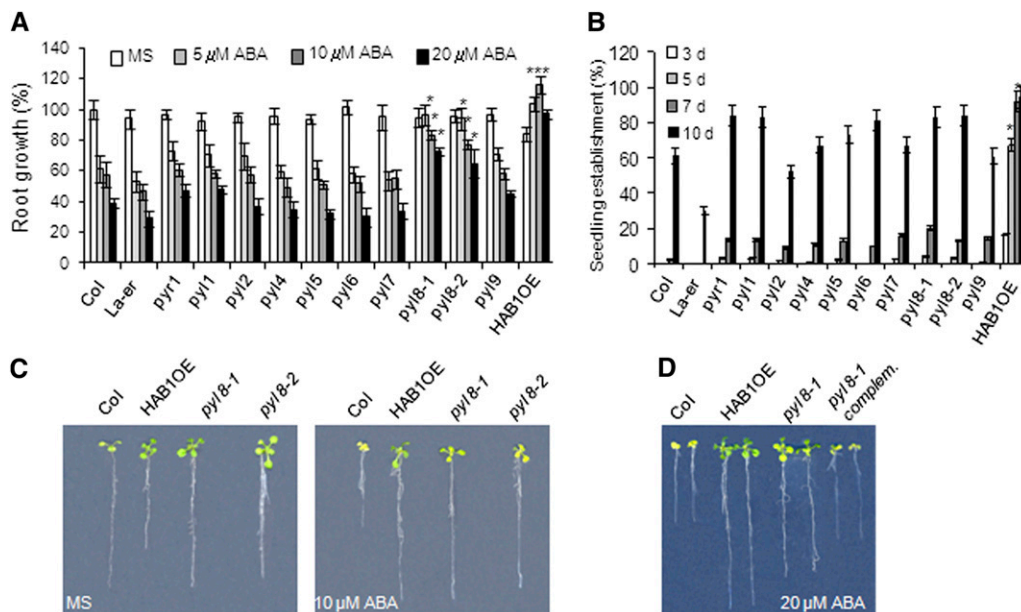 A
Root growth (%)
140
120
100
80
60
40
20
0
MS 5 µM ABA 10 µM ABA 20 µM ABA
* * * * * * ***
Col La-er pyr1 pyl1 pyl2 pyl4 pyl5 pyl6 pyl7 pyl8-1 pyl8-2 pyl9 HAB1OE
B
Seedling establishment (%)
120
100
80
60
40
20
0
3 d
5 d
7 d
10 d
* *
Col La-er pyr1 pyl1 pyl2 pyl4 pyl5 pyl6 pyl7 pyl8-1 pyl8-2 pyl9 HAB1OE
C
Col HAB1OE pyl8-1 pyl8-2
MS
Col HAB1OE pyl8-1 pyl8-2
10 µM ABA
D
Col HAB1OE pyl8-1 pyl8-1 complem.
20 µM ABA